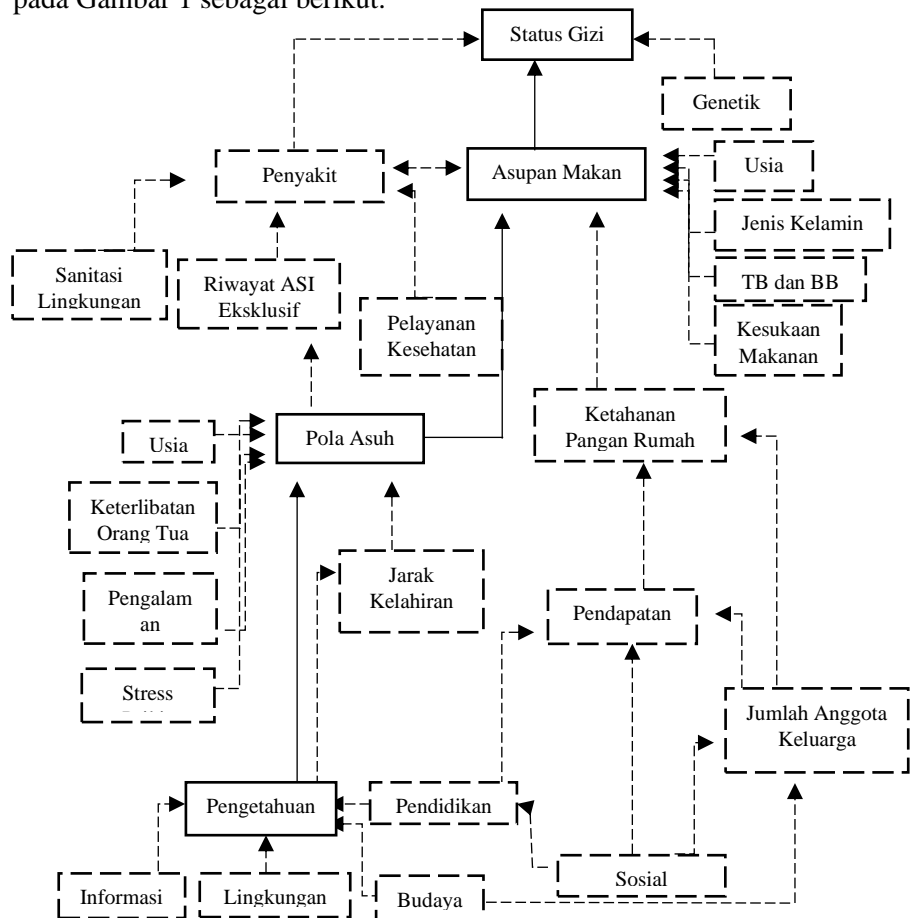 pada Gambar 1 sebagai berikut:
Status Gizi
Genetik
Penyakit
Asupan Makan
Usia
Jenis Kelamin
TB dan BB
Kesukaan
Makanan
Sanitasi
Lingkungan
Riwayat ASI
Eksklusif
Pelayanan
Kesehatan
Usia
Pola Asuh
Ketahanan
Pangan Rumah
Keterlibatan
Orang Tua
Pengalam
an
Jarak
Kelahiran
Pendapatan
Stress
Jumlah Anggota
Keluarga
Pengetahuan
Pendidikan
Informasi
Lingkungan
Budaya
Sosial